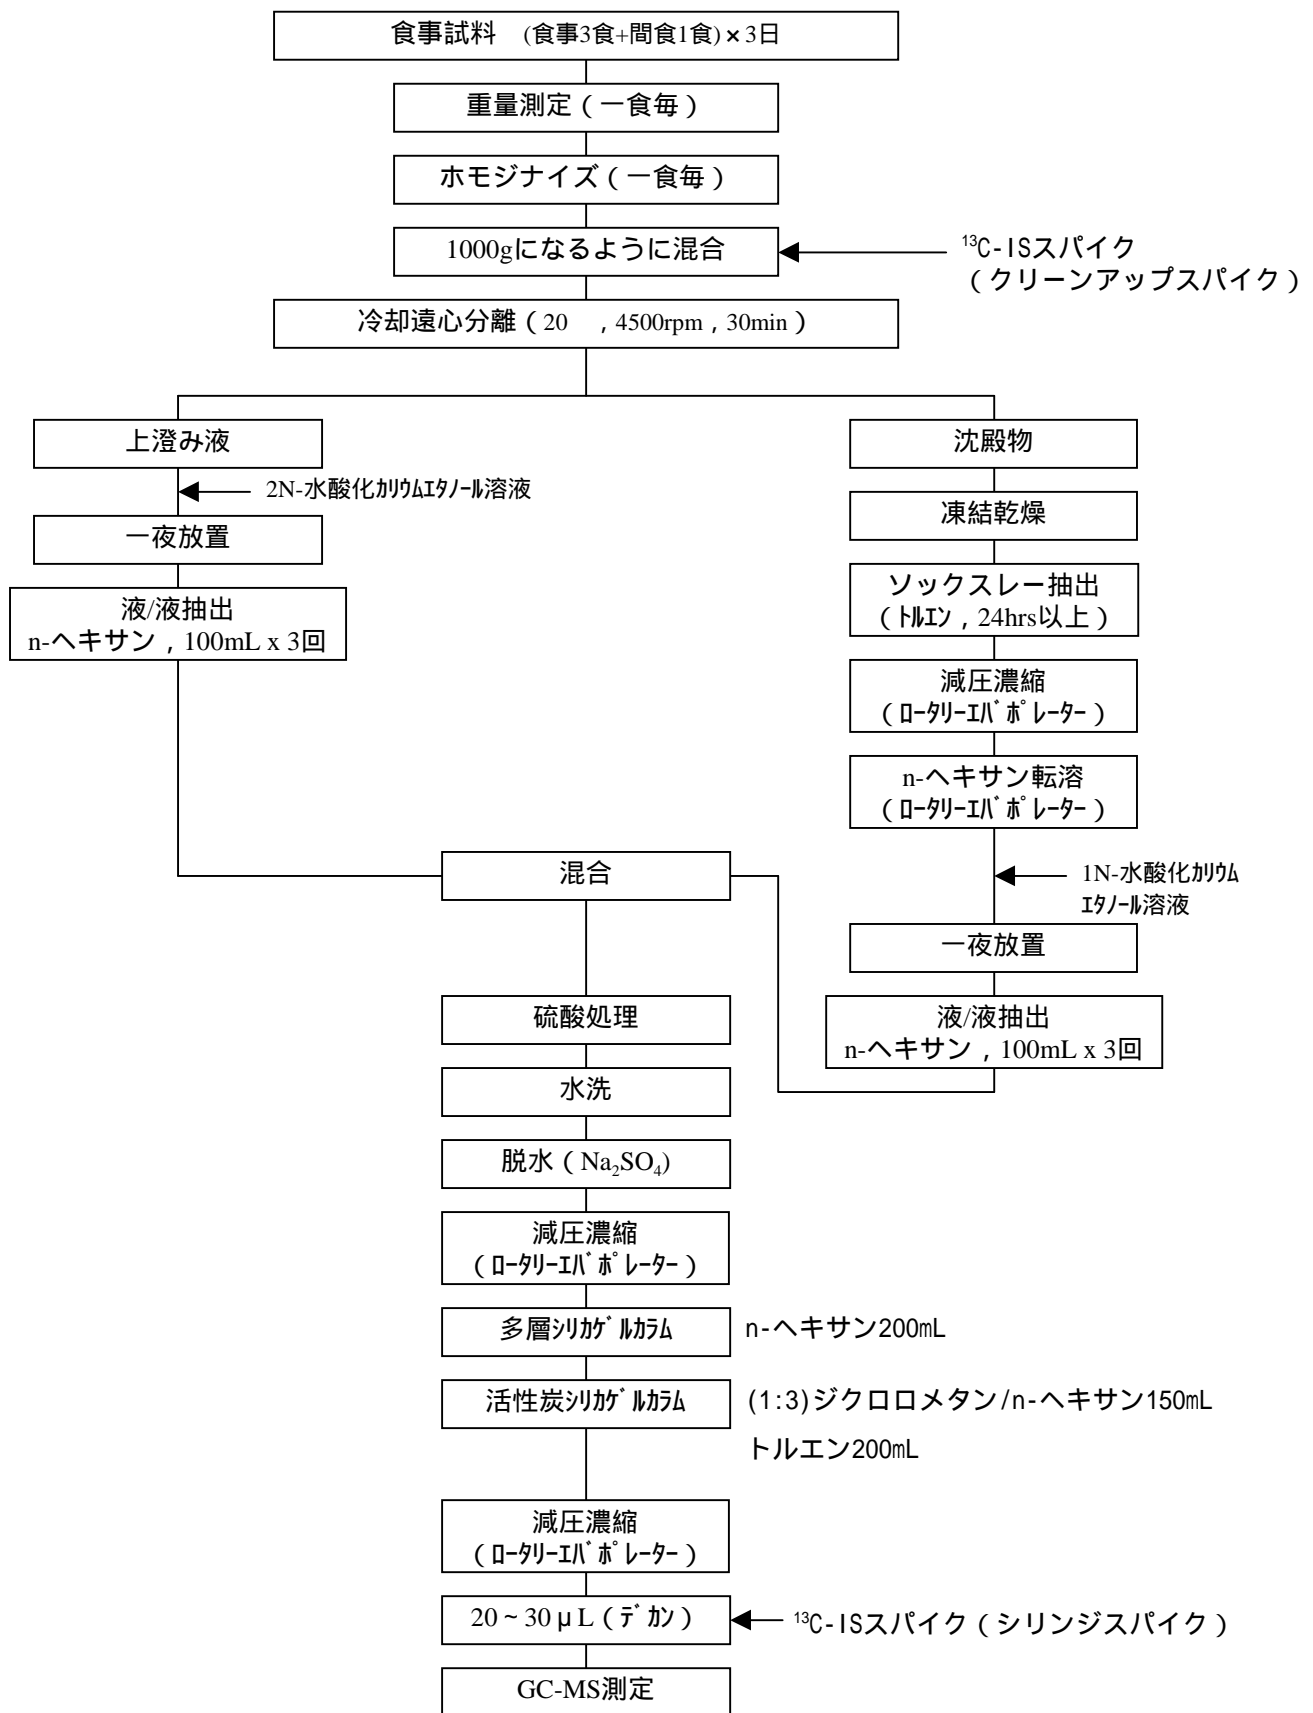 食事試料　(食事3食+間食1食)×3日
重量測定（一食毎）
ホモジナイズ（一食毎）
1000gになるように混合
¹³C-ISスパイク
（クリーンアップスパイク）
冷却遠心分離（20　, 4500rpm , 30min）
上澄み液
2N-水酸化ｶﾘｳﾑｴﾀﾉｰﾙ溶液
一夜放置
液/液抽出
n-ヘキサン , 100mL x 3回
沈殿物
凍結乾燥
ソックスレー抽出
（ﾄﾙｴﾝ , 24hrs以上）
減圧濃縮
（ﾛｰﾀﾘｰｴﾊﾞﾎﾟﾚｰﾀｰ）
n-ヘキサン転溶
（ﾛｰﾀﾘｰｴﾊﾞﾎﾟﾚｰﾀｰ）
1N-水酸化ｶﾘｳﾑ
ｴﾀﾉｰﾙ溶液
一夜放置
液/液抽出
n-ヘキサン , 100mL x 3回
混合
硫酸処理
水洗
脱水（Na₂SO₄)
減圧濃縮
（ﾛｰﾀﾘｰｴﾊﾞﾎﾟﾚｰﾀｰ）
多層ｼﾘｶｹﾞﾙｶﾗﾑ
n-ヘキサン200mL
活性炭ｼﾘｶｹﾞﾙｶﾗﾑ
(1:3)ジクロロメタン/n-ヘキサン150mL
トルエン200mL
減圧濃縮
（ﾛｰﾀﾘｰｴﾊﾞﾎﾟﾚｰﾀｰ）
20～30μL（ﾃﾞｶﾝ）
¹³C-ISスパイク（シリンジスパイク）
GC-MS測定